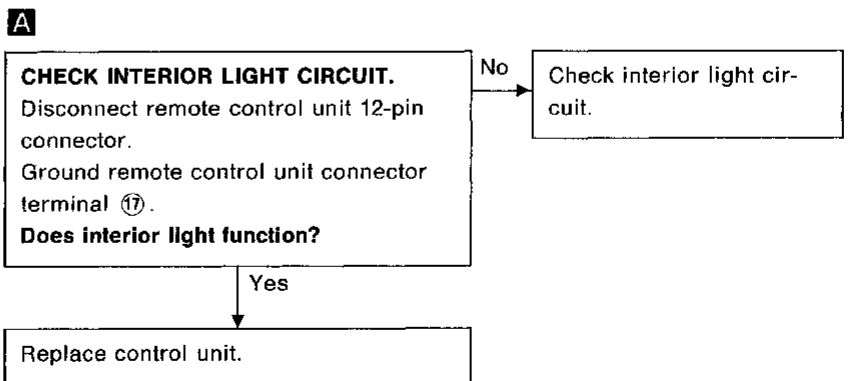 A
CHECK INTERIOR LIGHT CIRCUIT.
Disconnect remote control unit 12-pin
connector.
Ground remote control unit connector
terminal ⑰.
Does interior light function?
No
Check interior light cir-
cuit.
Yes
Replace control unit.